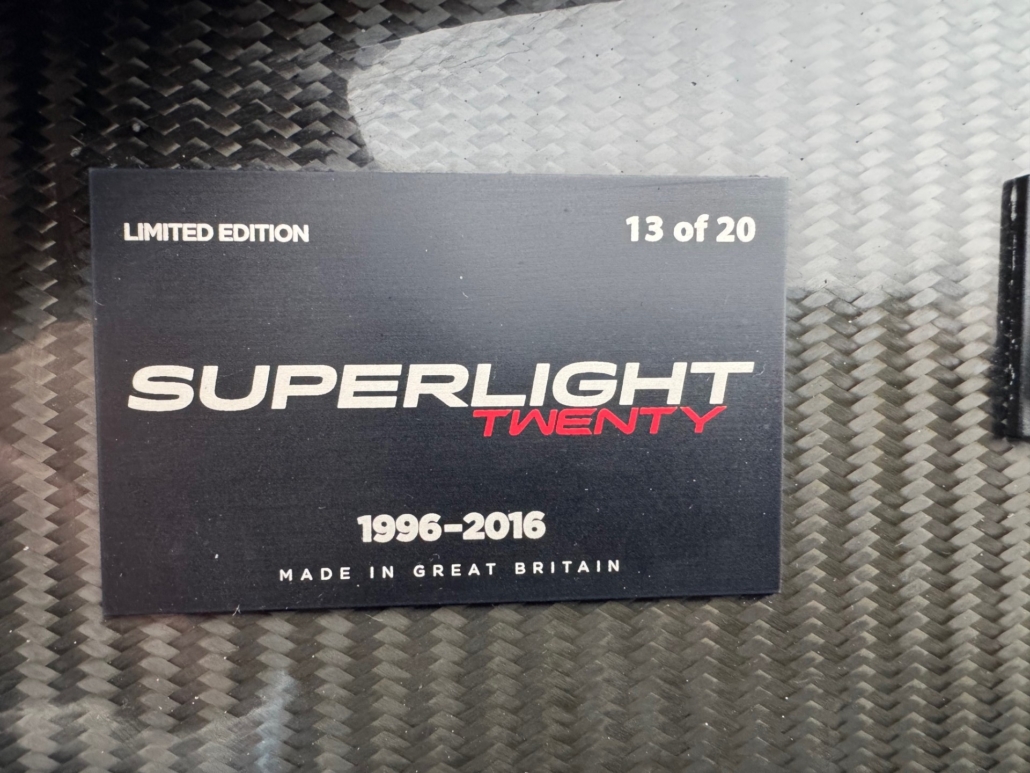 LIMITED EDITION 13 of 20
SUPERLIGHT
TWENTY
1996-2016
MADE IN GREAT BRITAIN